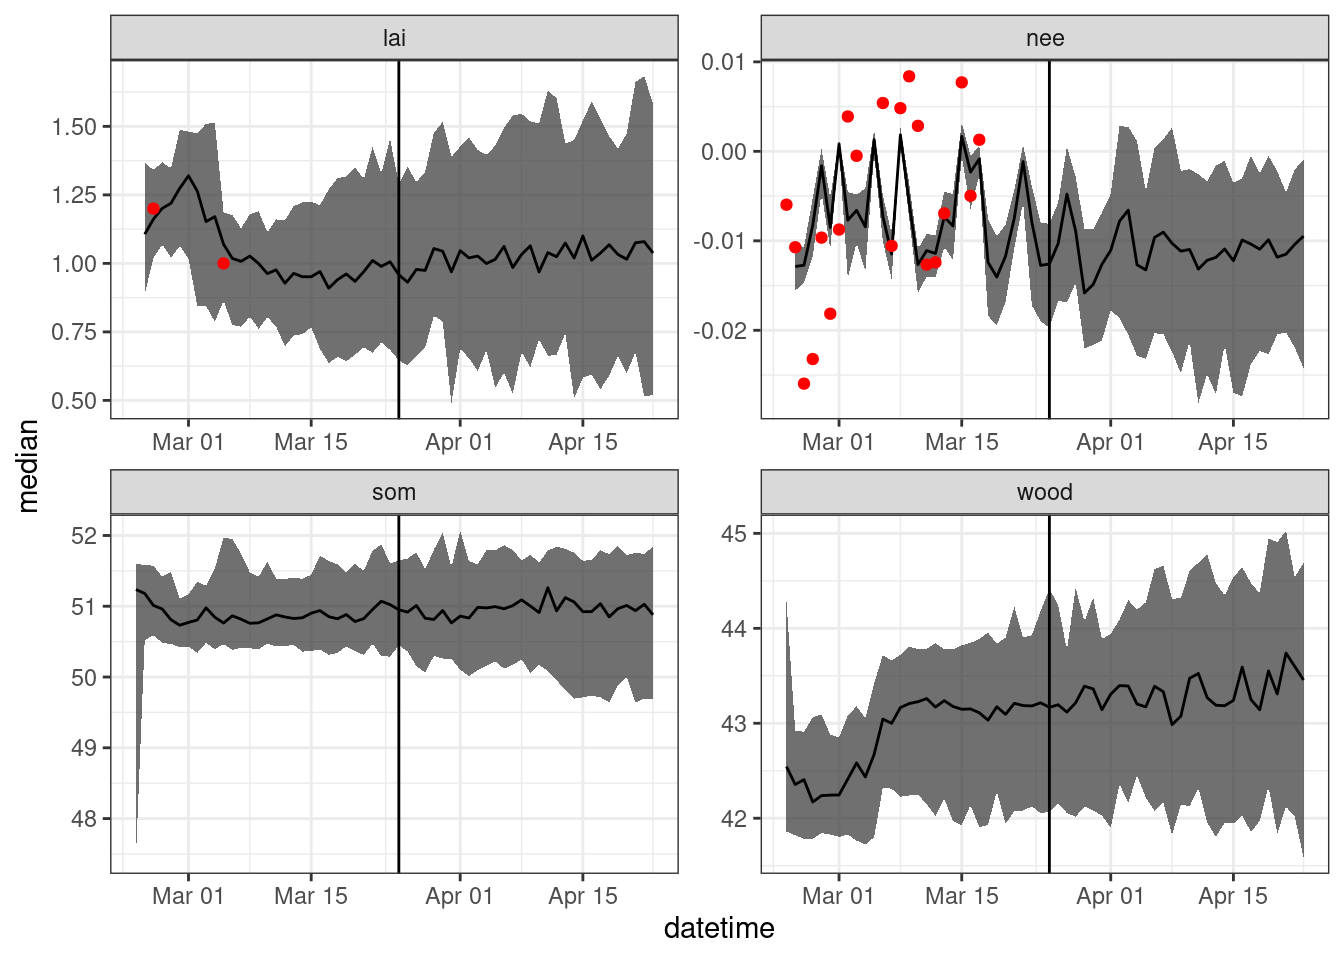 lai
nee
1.50
1.25
1.00
0.75
0.50
0.01
0.00
-0.01
-0.02
Mar 01 Mar 15 Apr 01 Apr 15
Mar 01 Mar 15 Apr 01 Apr 15
median
som
wood
52
51
50
49
48
45
44
43
42
Mar 01 Mar 15 Apr 01 Apr 15
Mar 01 Mar 15 Apr 01 Apr 15
datetime